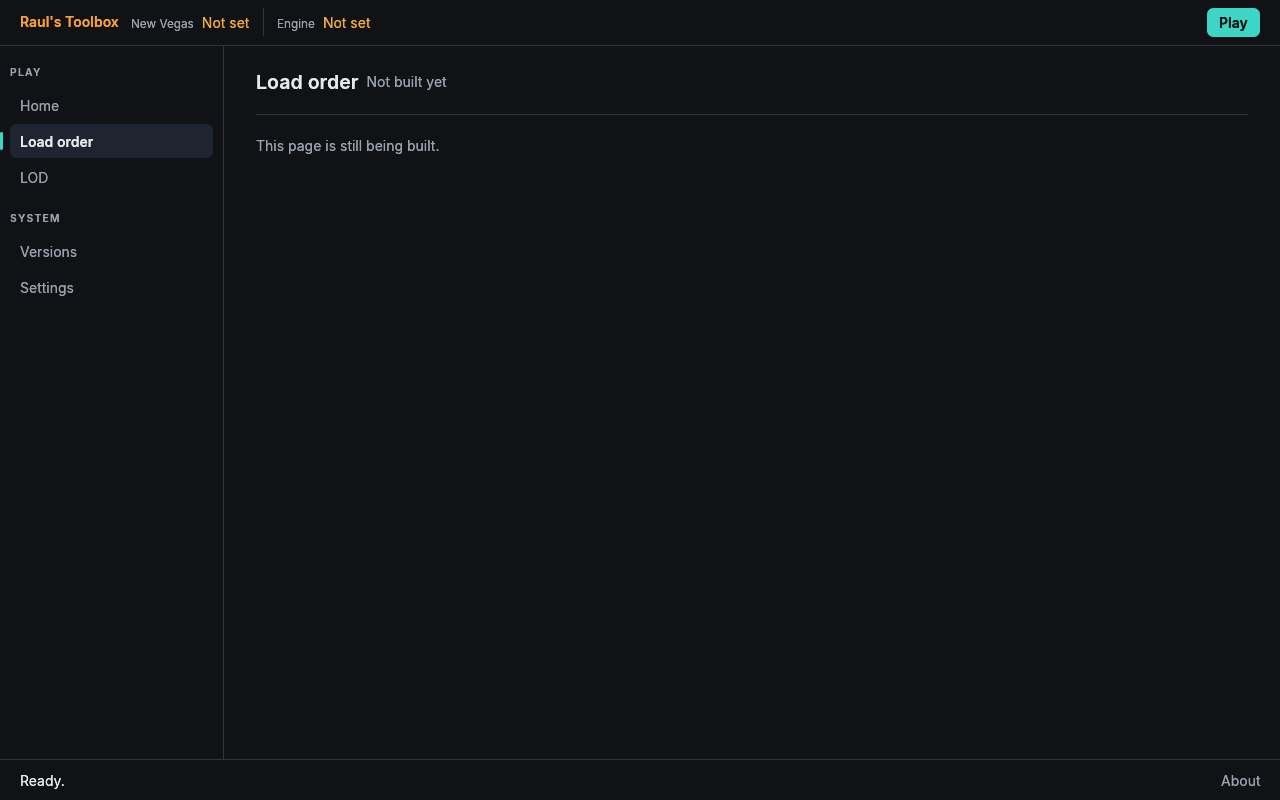 Raul's Toolbox New Vegas Not set Engine Not set Play
PLAY
Home
Load order
LOD
SYSTEM
Versions
Settings
Load order Not built yet
This page is still being built.
Ready. About